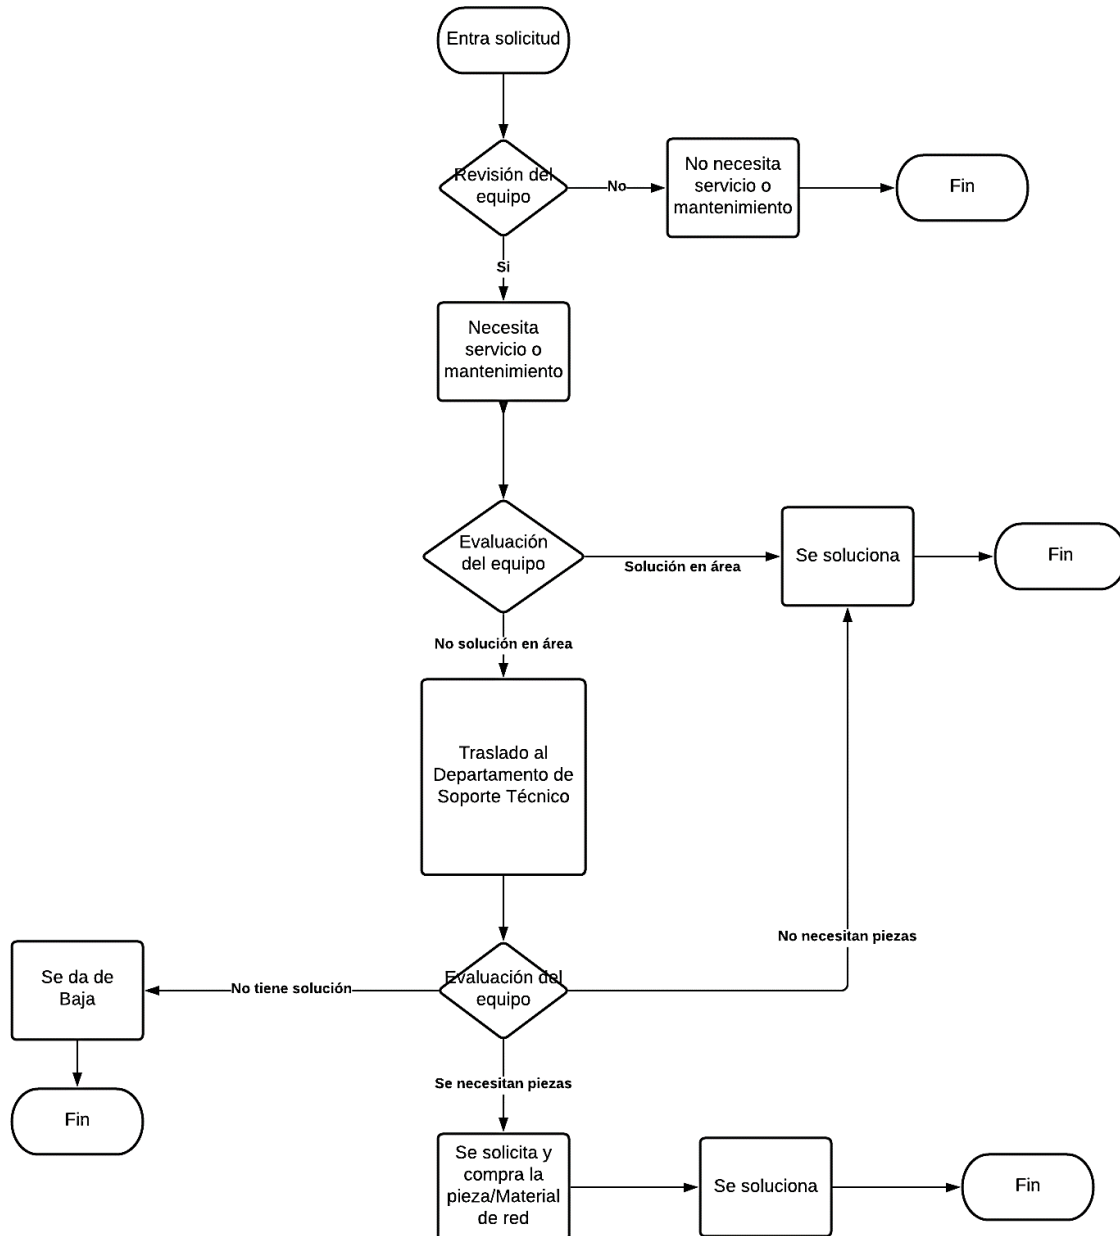 Entra solicitud
Revisión del
equipo
No
No necesita
servicio o
mantenimiento
Fin
Si
Necesita
servicio o
mantenimiento
Evaluación
del equipo
Solución en área
Se soluciona
Fin
No solución en área
Traslado al
Departamento de
Soporte Técnico
No necesitan piezas
Evaluación del
equipo
No tiene solución
Se da de
Baja
Fin
Se necesitan piezas
Se solicita y
compra la
pieza/Material
de red
Se soluciona
Fin